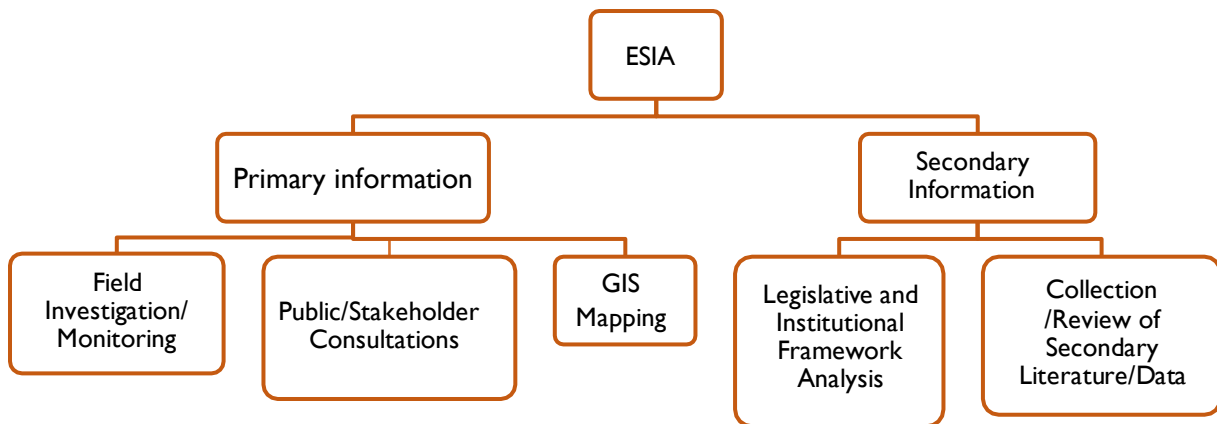 ESIA
Primary information
Secondary
Information
Field
Investigation/
Monitoring
Public/Stakeholder
Consultations
GIS
Mapping
Legislative and
Institutional
Framework
Analysis
Collection
/Review of
Secondary
Literature/Data